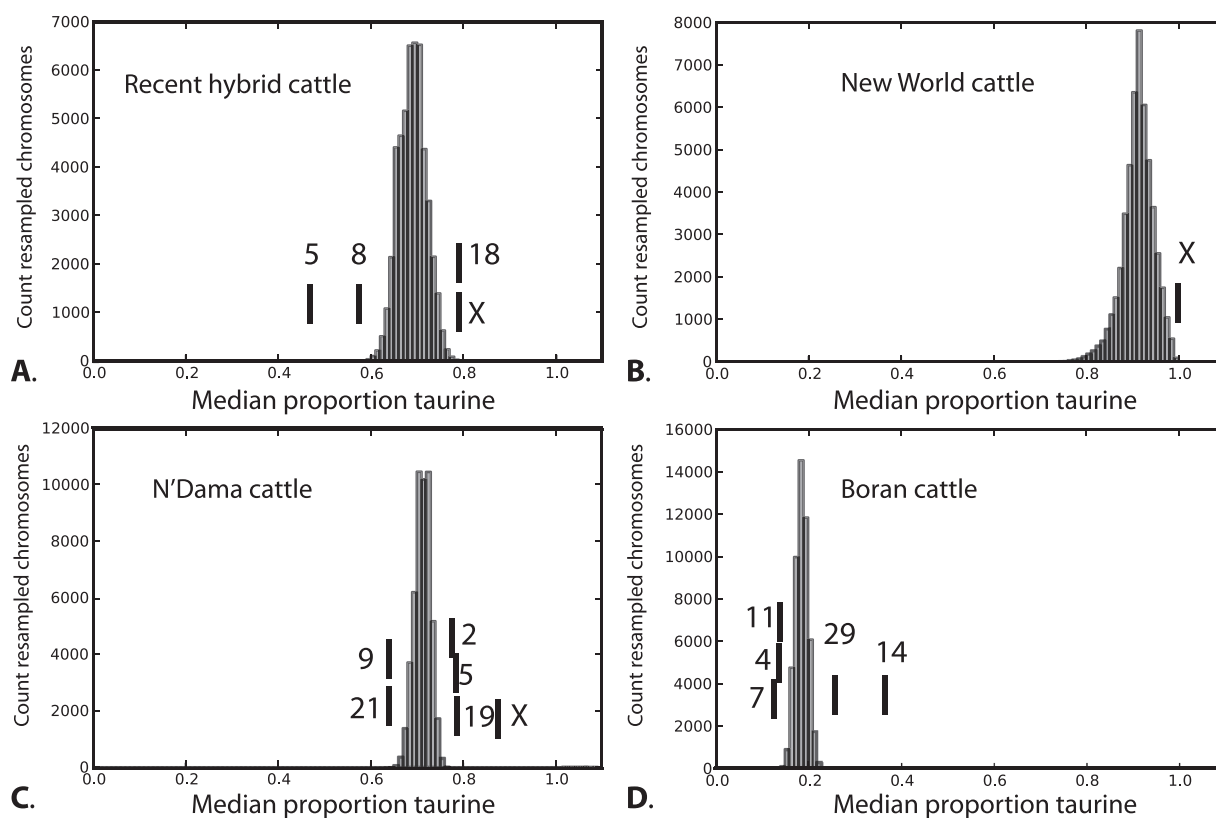 Count resampled chromosomes
7000
6000
5000
4000
3000
2000
1000
0
Recent hybrid cattle
5
8
18
X
0.0 0.2 0.4 0.6 0.8 1.0
A.
Median proportion taurine
Count resampled chromosomes
8000
7000
6000
5000
4000
3000
2000
1000
0
New World cattle
X
0.0 0.2 0.4 0.6 0.8 1.0
B.
Median proportion taurine
Count resampled chromosomes
12000
10000
8000
6000
4000
2000
0
N'Dama cattle
2
9
5
21
19
X
0.0 0.2 0.4 0.6 0.8 1.0
C.
Median proportion taurine
Count resampled chromosomes
16000
14000
12000
10000
8000
6000
4000
2000
0
Boran cattle
11
29
4
14
7
0.0 0.2 0.4 0.6 0.8 1.0
D.
Median proportion taurine